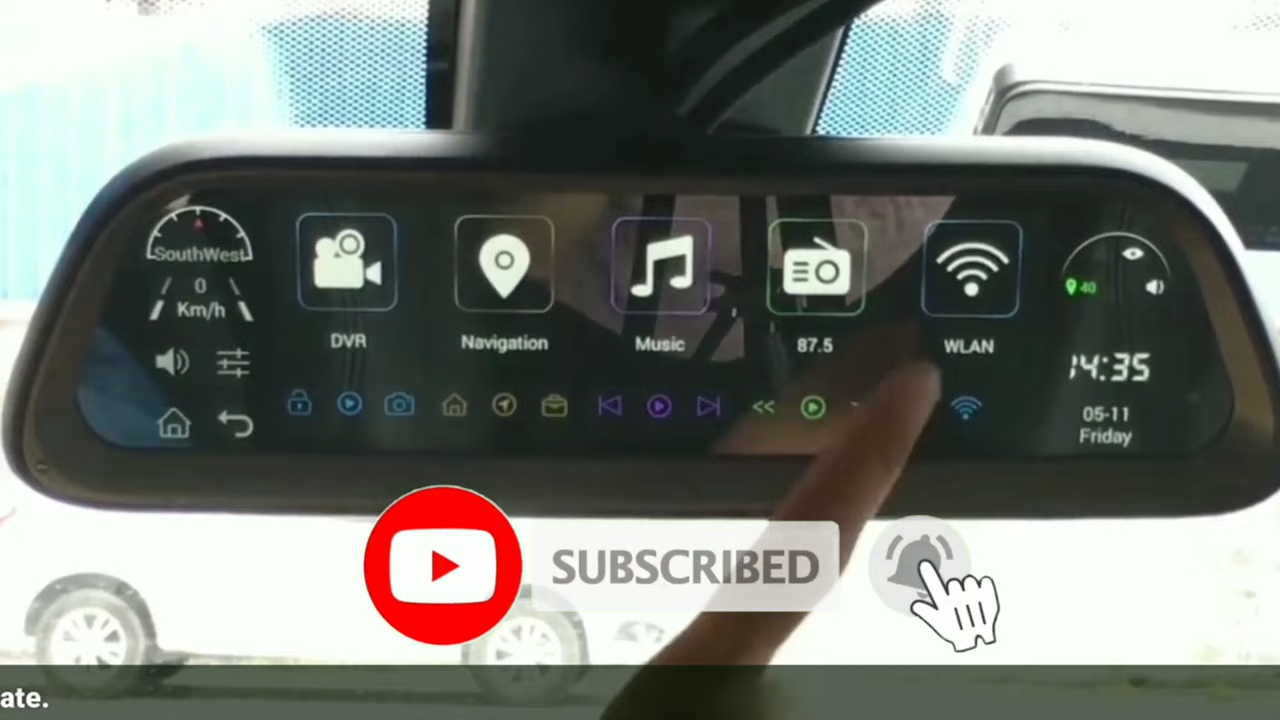 SouthWest
0
Km/h
DVR
Navigation
Music
87.5
WLAN
40
14:35
05-11
Friday
<<
SUBSCRIBED
ate.